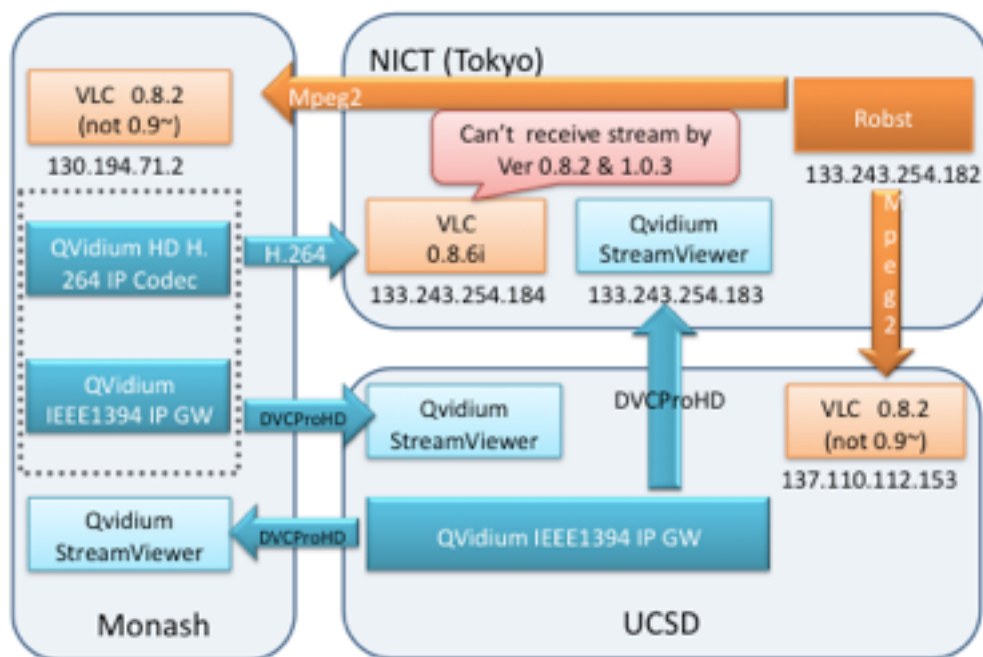 NICT (Tokyo)
VLC 0.8.2
(not 0.9~)
130.194.71.2
Mpeg2
Robst
133.243.254.182
Can't receive stream by
Ver 0.8.2 & 1.0.3
Mpeg2
QVidium HD H.
264 IP Codec
H.264
VLC
0.8.6i
133.243.254.184
Qvidium
StreamViewer
133.243.254.183
QVidium
IEEE1394 IP GW
DVCProHD
Qvidium
StreamViewer
DVCProHD
VLC 0.8.2
(not 0.9~)
137.110.112.153
Qvidium
StreamViewer
DVCProHD
QVidium IEEE1394 IP GW
Monash
UCSD